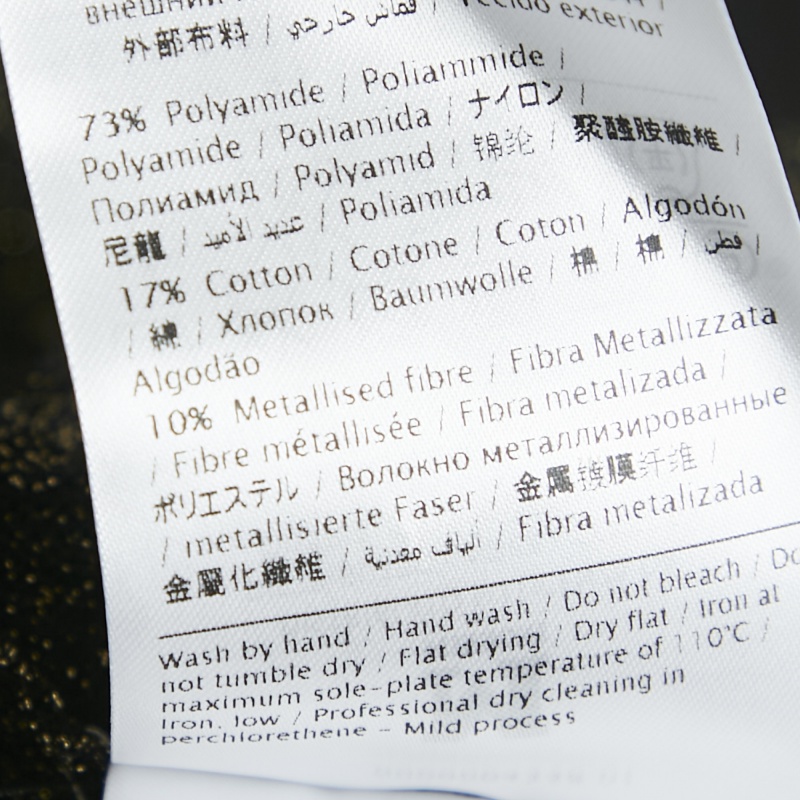 внешний
外部布料 / قماش خارجي / Tecido exterior
73% Polyamide / Poliammide /
Polyamide / Poliamida / ナイロン /
Полиамид / Polyamid / 锦纶 / 聚醯胺纖維 /
尼龍 / عديد الأميد / Poliamida
17% Cotton / Cotone / Coton / Algodón
/ 綿 / Хлопок / Baumwolle / 棉 / 棉 / قطن /
Algodão
10% Metallised fibre / Fibra Metallizzata
/ Fibre métallisée / Fibra metalizada /
ポリエステル / Волокно металлизированные
/ metallisierte Faser / 金属镀膜纤维 /
金屬化纖維 / ألياف معدنية / Fibra metalizada
Wash by hand / Hand wash / Do not bleach / Do
not tumble dry / Flat drying / Dry flat / Iron at
maximum sole-plate temperature of 110°C /
Iron, low / Professional dry cleaning in
perchlorethene - Mild process